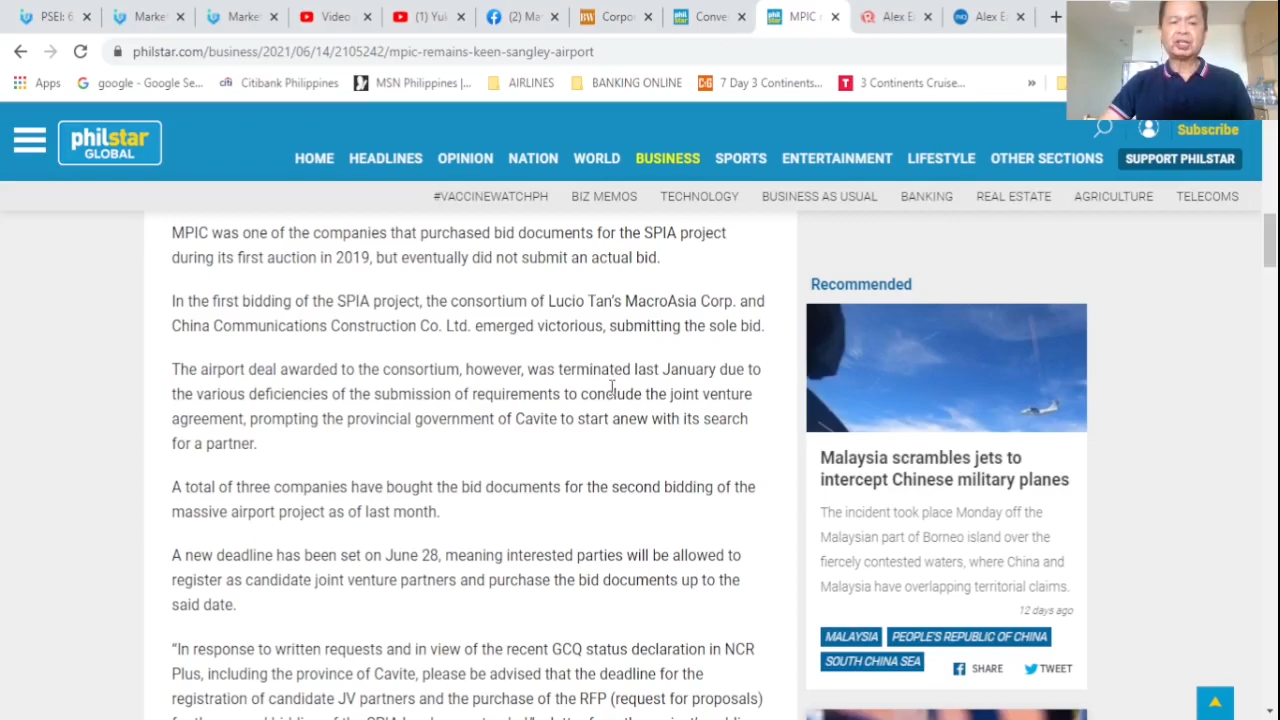 PSEI:
Market
Market
Video
(1) Yu
(2) Ma
Corpo
Conve
MPIC
Alex E
Alex E
philstar.com/business/2021/06/14/2105242/mpic-remains-keen-sangley-airport
Apps
google - Google Se...
Citibank Philippines
MSN Philippines |...
AIRLINES
BANKING ONLINE
7 Day 3 Continents...
3 Continents Cruise...
»
philstar
GLOBAL
Subscribe
HOME HEADLINES OPINION NATION WORLD BUSINESS SPORTS ENTERTAINMENT LIFESTYLE OTHER SECTIONS SUPPORT PHILSTAR
#VACCINEWATCHPH BIZ MEMOS TECHNOLOGY BUSINESS AS USUAL BANKING REAL ESTATE AGRICULTURE TELECOMS
MPIC was one of the companies that purchased bid documents for the SPIA project
during its first auction in 2019, but eventually did not submit an actual bid.
In the first bidding of the SPIA project, the consortium of Lucio Tan's MacroAsia Corp. and
China Communications Construction Co. Ltd. emerged victorious, submitting the sole bid.
The airport deal awarded to the consortium, however, was terminated last January due to
the various deficiencies of the submission of requirements to conclude the joint venture
agreement, prompting the provincial government of Cavite to start anew with its search
for a partner.
A total of three companies have bought the bid documents for the second bidding of the
massive airport project as of last month.
A new deadline has been set on June 28, meaning interested parties will be allowed to
register as candidate joint venture partners and purchase the bid documents up to the
said date.
“In response to written requests and in view of the recent GCQ status declaration in NCR
Plus, including the province of Cavite, please be advised that the deadline for the
registration of candidate JV partners and the purchase of the RFP (request for proposals)
Recommended
Malaysia scrambles jets to
intercept Chinese military planes
The incident took place Monday off the
Malaysian part of Borneo island over the
fiercely contested waters, where China and
Malaysia have overlapping territorial claims.
12 days ago
MALAYSIA PEOPLE'S REPUBLIC OF CHINA
SOUTH CHINA SEA
SHARE TWEET